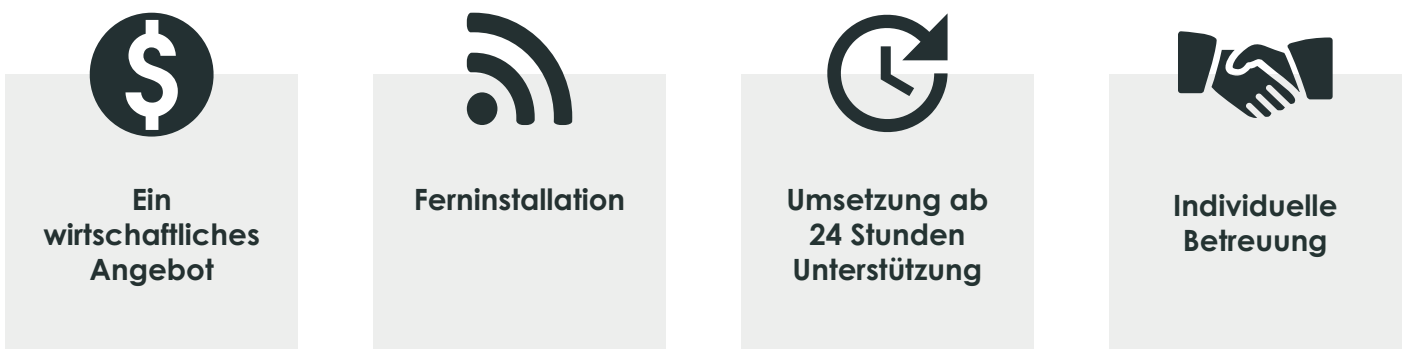 Ein
wirtschaftliches
Angebot
Ferninstallation
Umsetzung ab
24 Stunden
Unterstützung
Individuelle
Betreuung